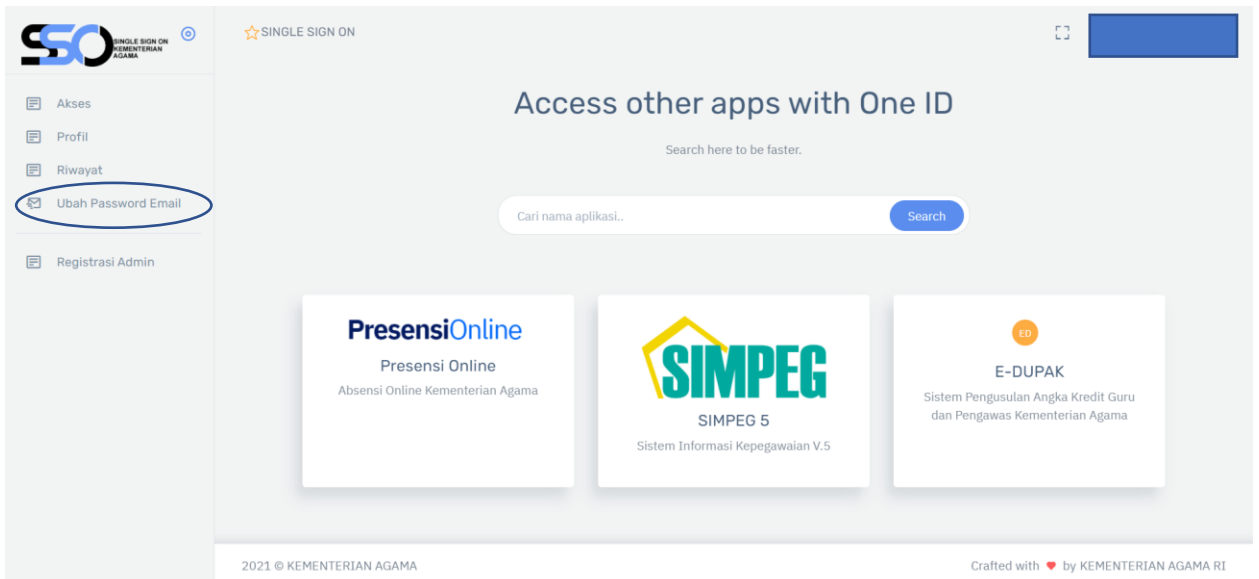 SSO SINGLE SIGN ON
KEMENTERIAN
AGAMA
SINGLE SIGN ON
Akses
Profil
Riwayat
Ubah Password Email
Registrasi Admin
Access other apps with One ID
Search here to be faster.
Cari nama aplikasi..
Search
PresensiOnline
Presensi Online
Absensi Online Kementerian Agama
SIMPEG
SIMPEG 5
Sistem Informasi Kepegawaian V.5
ED
E-DUPAK
Sistem Pengusulan Angka Kredit Guru
dan Pengawas Kementerian Agama
2021 © KEMENTERIAN AGAMA
Crafted with ♥ by KEMENTERIAN AGAMA RI